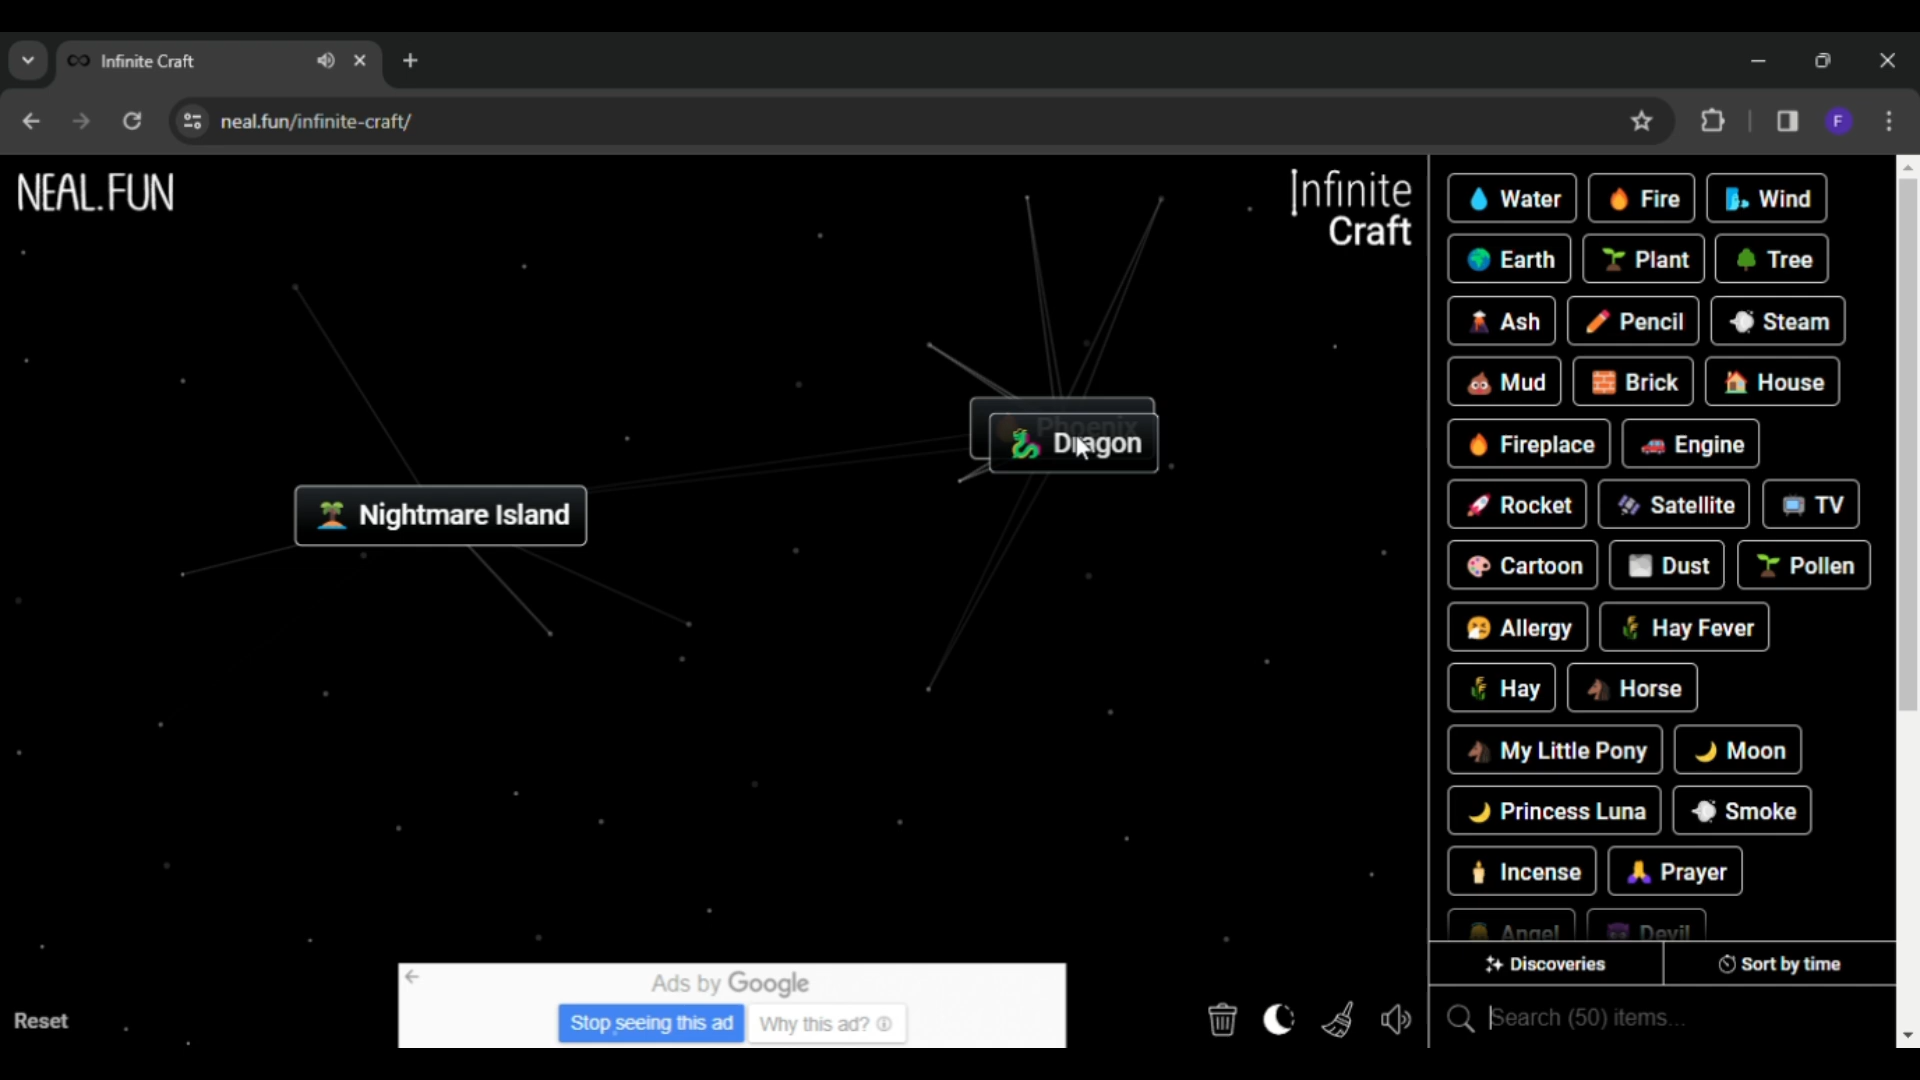 Infinite Craft
neal.fun/infinite-craft/
NEAL.FUN
Infinite
Craft
Water Fire Wind
Earth Plant Tree
Ash Pencil Steam
Mud Brick House
Phoenix
Dragon
Fireplace Engine
Nightmare Island
Rocket Satellite TV
Cartoon Dust Pollen
Allergy Hay Fever
Hay Horse
My Little Pony Moon
Princess Luna Smoke
Incense Prayer
Angel Devil
Discoveries Sort by time
Ads by Google
Stop seeing this ad Why this ad?
Reset
Search (50) items...
F